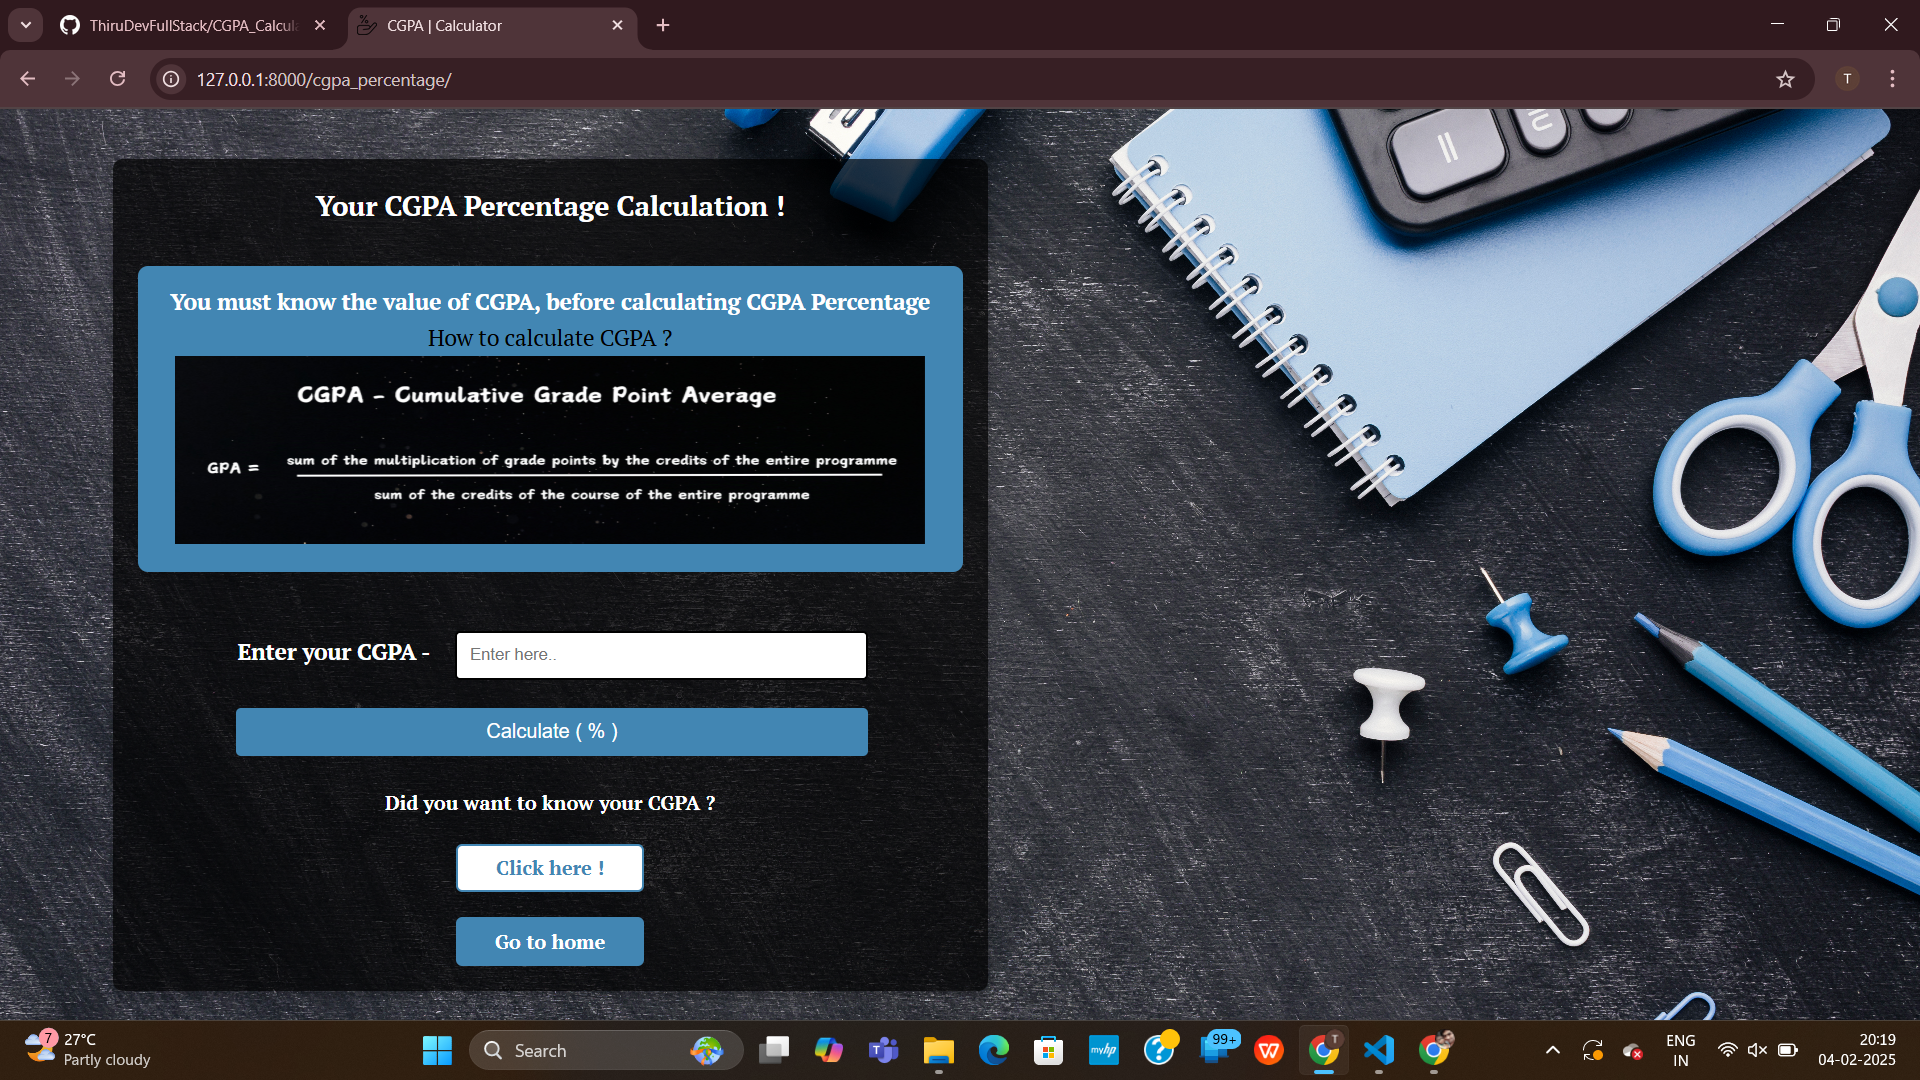 ThiruDevFullStack/CGPA_Calcul
CGPA | Calculator
127.0.0.1:8000/cgpa_percentage/
T
Your CGPA Percentage Calculation !
You must know the value of CGPA, before calculating CGPA Percentage
How to calculate CGPA ?
CGPA - Cumulative Grade Point Average
GPA = sum of the multiplication of grade points by the credits of the entire programme
sum of the credits of the course of the entire programme
Enter your CGPA -
Enter here..
Calculate ( % )
Did you want to know your CGPA ?
Click here !
Go to home
7
27°C
Partly cloudy
Search
T
myhp
?
99+
W
T
ENG
IN
20:19
04-02-2025